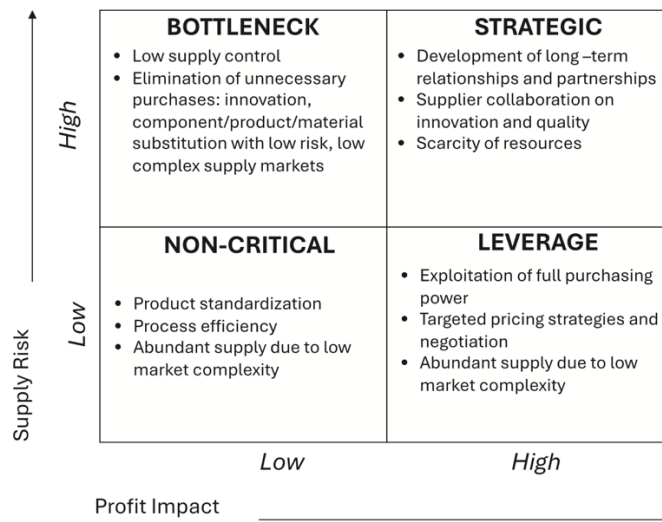 BOTTLENECK
• Low supply control
• Elimination of unnecessary
purchases: innovation,
component/product/material
substitution with low risk, low
complex supply markets
STRATEGIC
• Development of long –term
relationships and partnerships
• Supplier collaboration on
innovation and quality
• Scarcity of resources
High
NON-CRITICAL
• Product standardization
• Process efficiency
• Abundant supply due to low
market complexity
LEVERAGE
• Exploitation of full purchasing
power
• Targeted pricing strategies and
negotiation
• Abundant supply due to low
market complexity
Low
Supply Risk
Low
High
Profit Impact